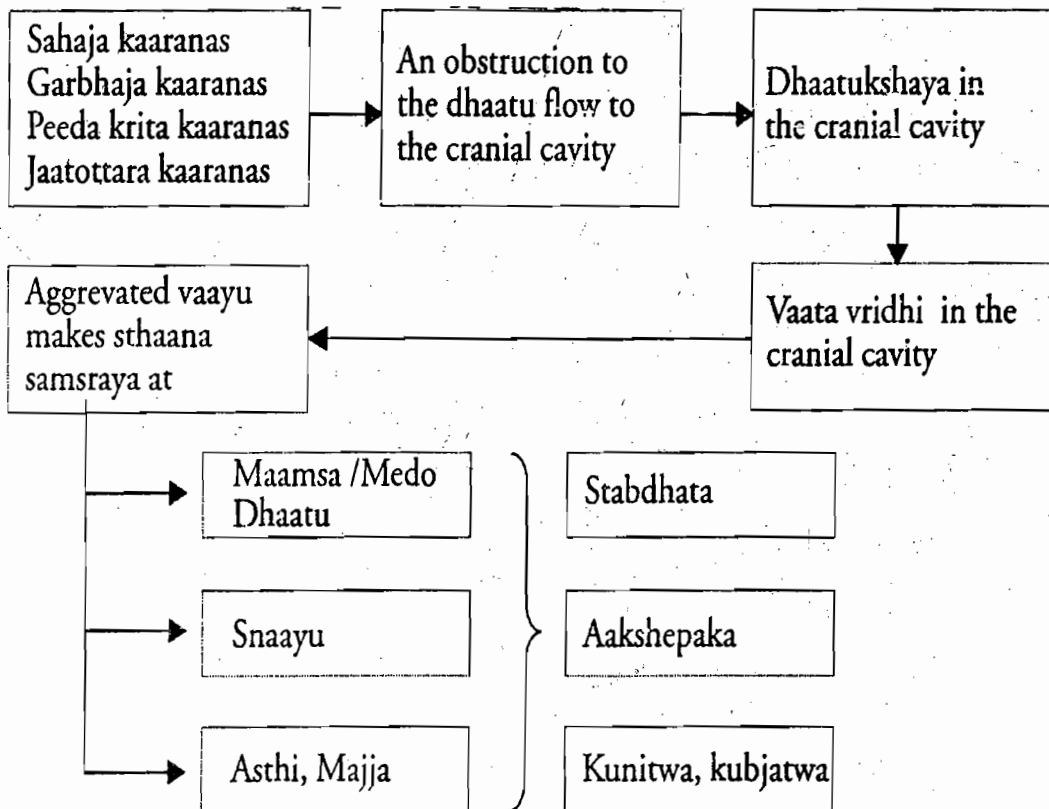 Sahaja kaaranas
Garbhaja kaaranas
Peeda krita kaaranas
Jaatottara kaaranas
An obstruction to
the dhaatu flow to
the cranial cavity
Dhaatukshaya in
the cranial cavity
Aggrevated vaayu
makes sthaana
samsraya at
Vaata vridhi in the
cranial cavity
Maamsa /Medo
Dhaatu
Stabdhata
Snaayu
Aakshepaka
Asthi, Majja
Kunitwa, kubjatwa